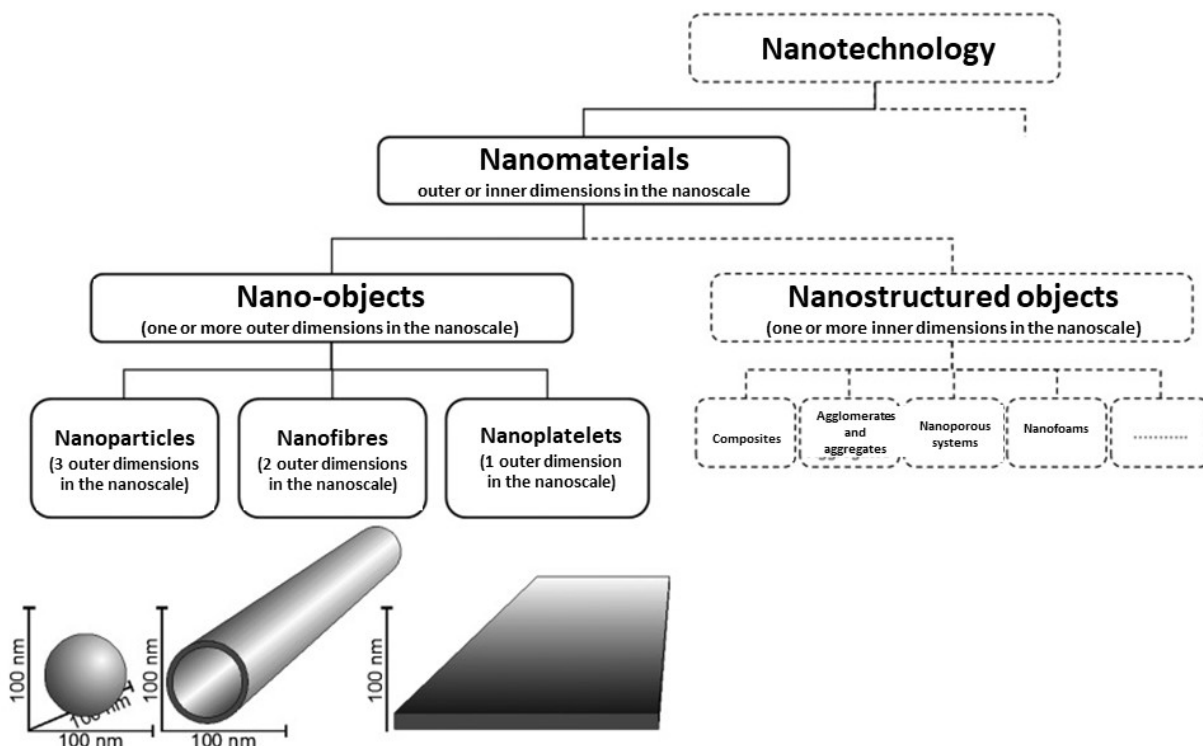 Nanotechnology
Nanomaterials
outer or inner dimensions in the nanoscale
Nano-objects
(one or more outer dimensions in the nanoscale)
Nanostructured objects
(one or more inner dimensions in the nanoscale)
Nanoparticles
(3 outer dimensions
in the nanoscale)
Nanofibres
(2 outer dimensions
in the nanoscale)
Nanoplatelets
(1 outer dimension
in the nanoscale)
Composites
Agglomerates
and
aggregates
Nanoporous
systems
Nanofoams
............
100 nm
100 nm
100 nm
100 nm
100 nm
100 nm